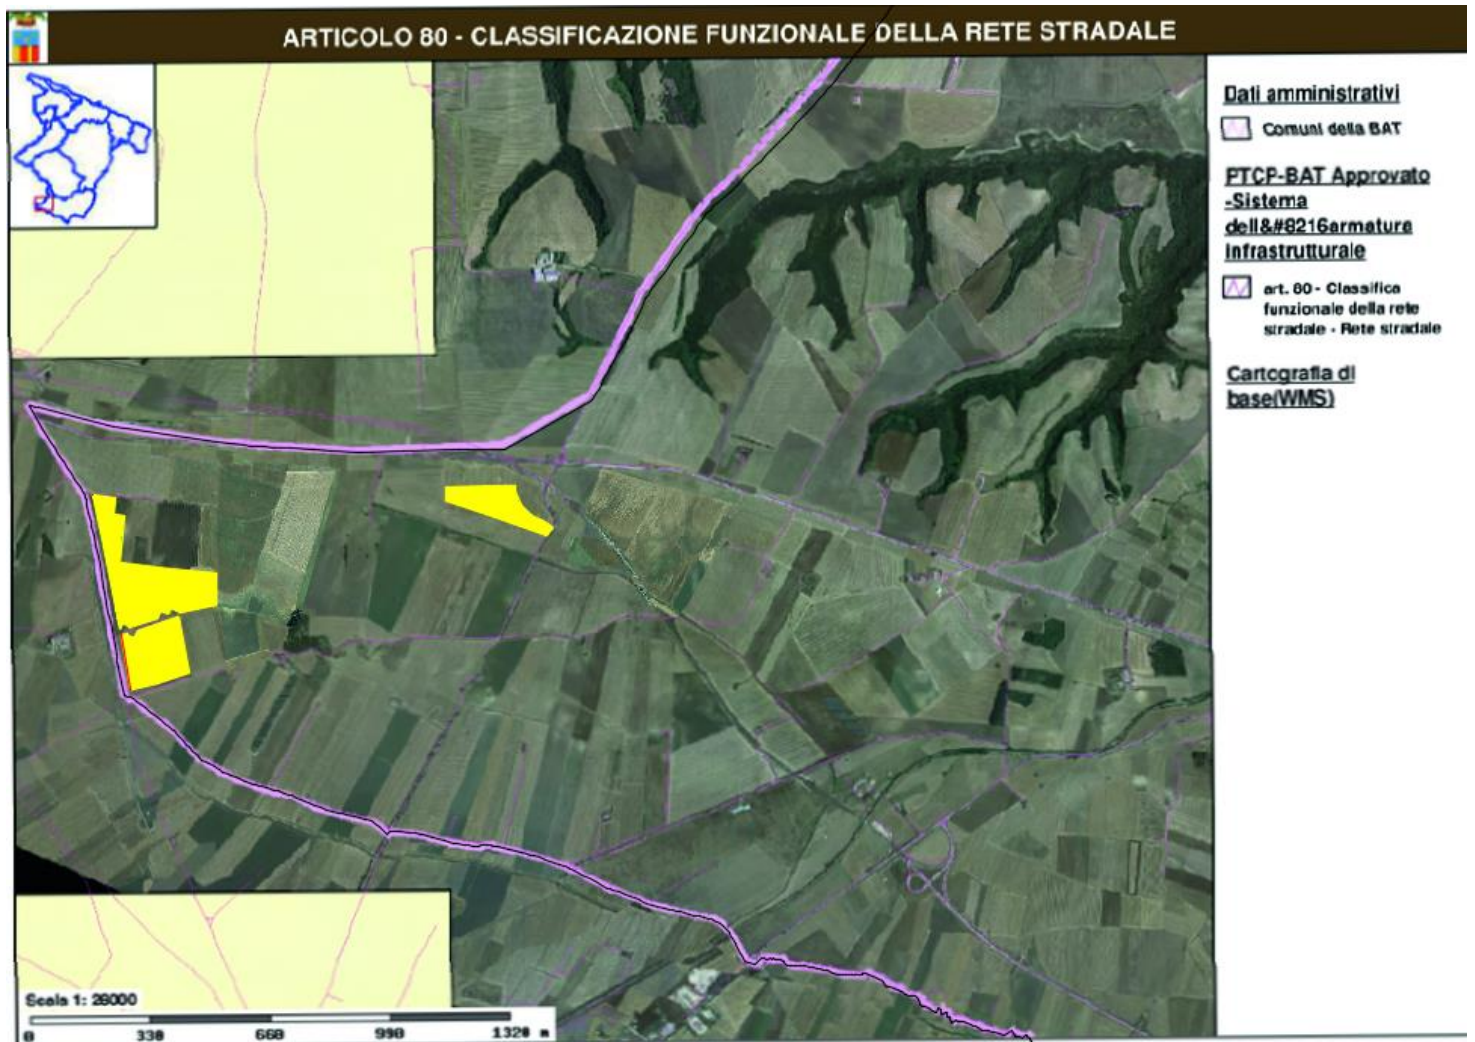 ARTICOLO 80 - CLASSIFICAZIONE FUNZIONALE DELLA RETE STRADALE
Dati amministrativi
Comuni della BAT
PTCP-BAT Approvato
-Sistema
dell&#8216armatura
infrastrutturale
art. 80 - Classifica
funzionale della rete
stradale - Rete stradale
Cartografia di
base(WMS)
Scala 1: 28000
0 330 660 990 1320 m